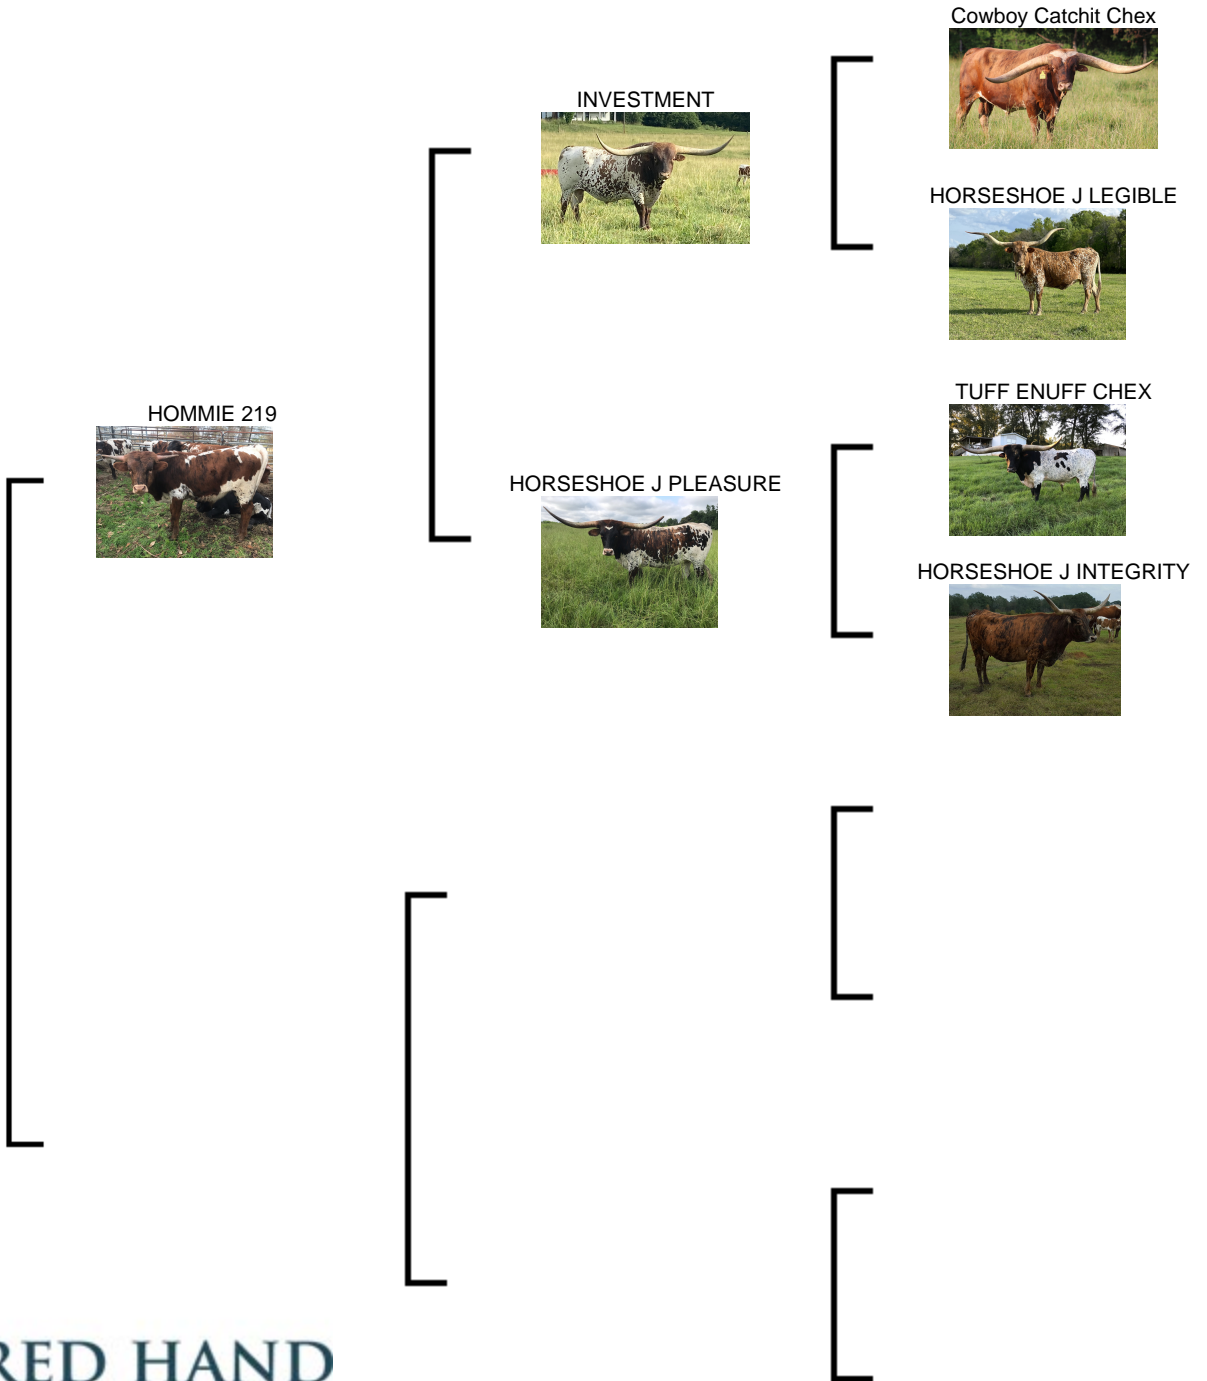 Cowboy Catchit Chex
INVESTMENT
HORSESHOE J LEGIBLE
TUFF ENUFF CHEX
HOMMIE 219
HORSESHOE J PLEASURE
HORSESHOE J INTEGRITY
RED HAND